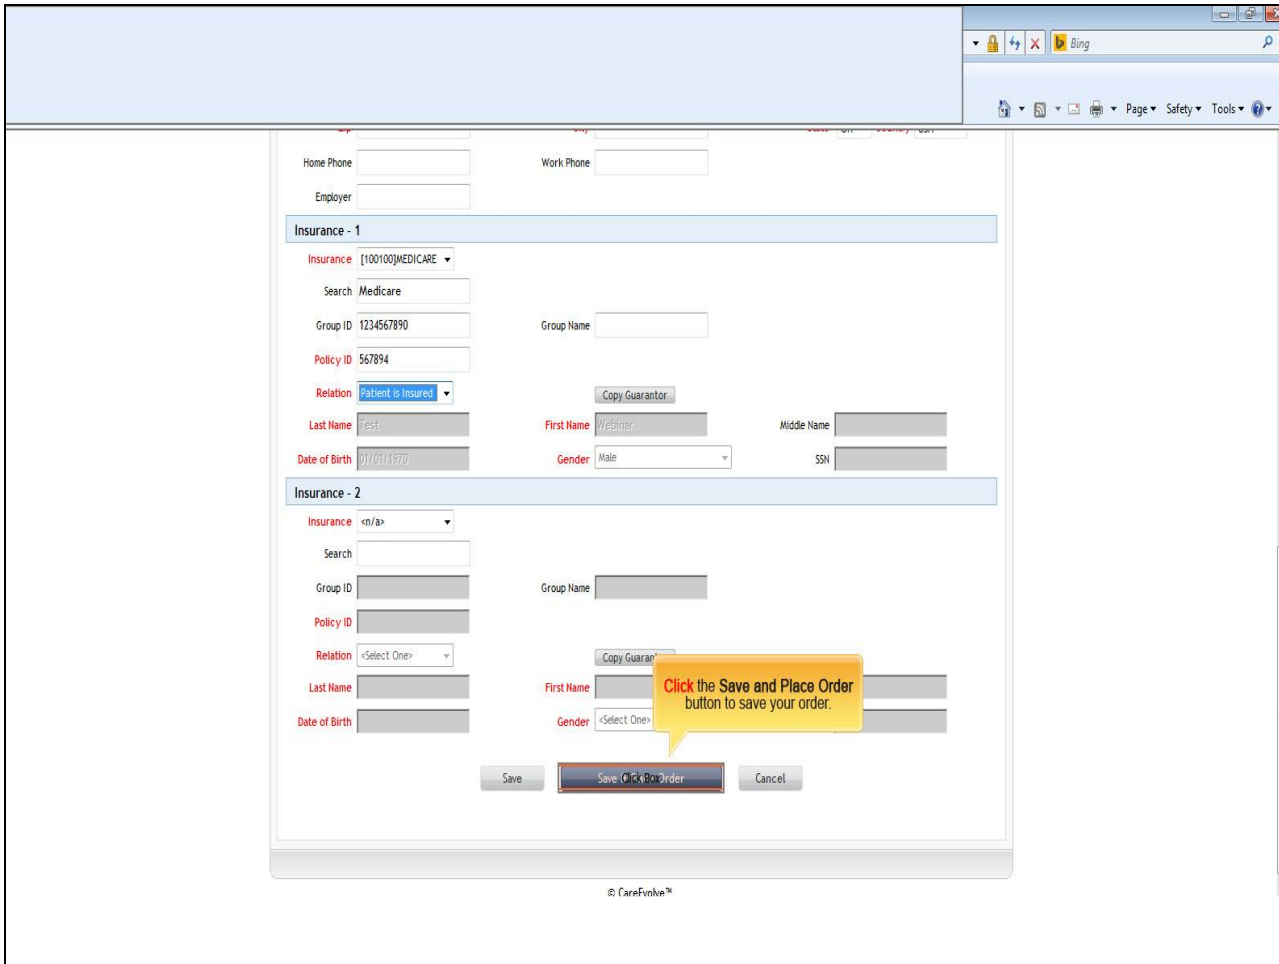 Bing
Page Safety Tools
Home Phone Work Phone
Employer
Insurance - 1
Insurance [100100]MEDICARE
Search Medicare
Group ID 1234567890 Group Name
Policy ID 567894
Relation Patient is Insured Copy Guarantor
Last Name Test First Name Webinar Middle Name
Date of Birth 01/01/1970 Gender Male SSN
Insurance - 2
Insurance <n/a>
Search
Group ID Group Name
Policy ID
Relation <Select One> Copy Guaran
Last Name First Name
Date of Birth Gender <Select One>
Click the Save and Place Order
button to save your order.
Save Save Click Box Order Cancel
© CareEvolve™